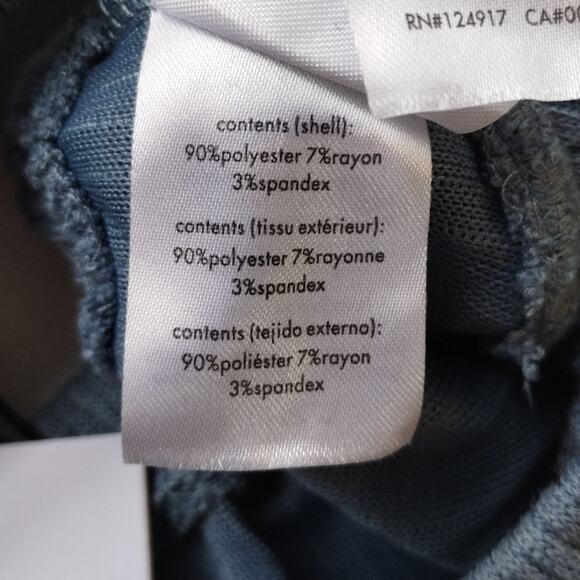 RN#124917 CA#0
contents (shell):
90%polyester 7%rayon
3%spandex
contents (tissu extérieur):
90%polyester 7%rayonne
3%spandex
contents (tejido externo):
90%poliéster 7%rayon
3%spandex